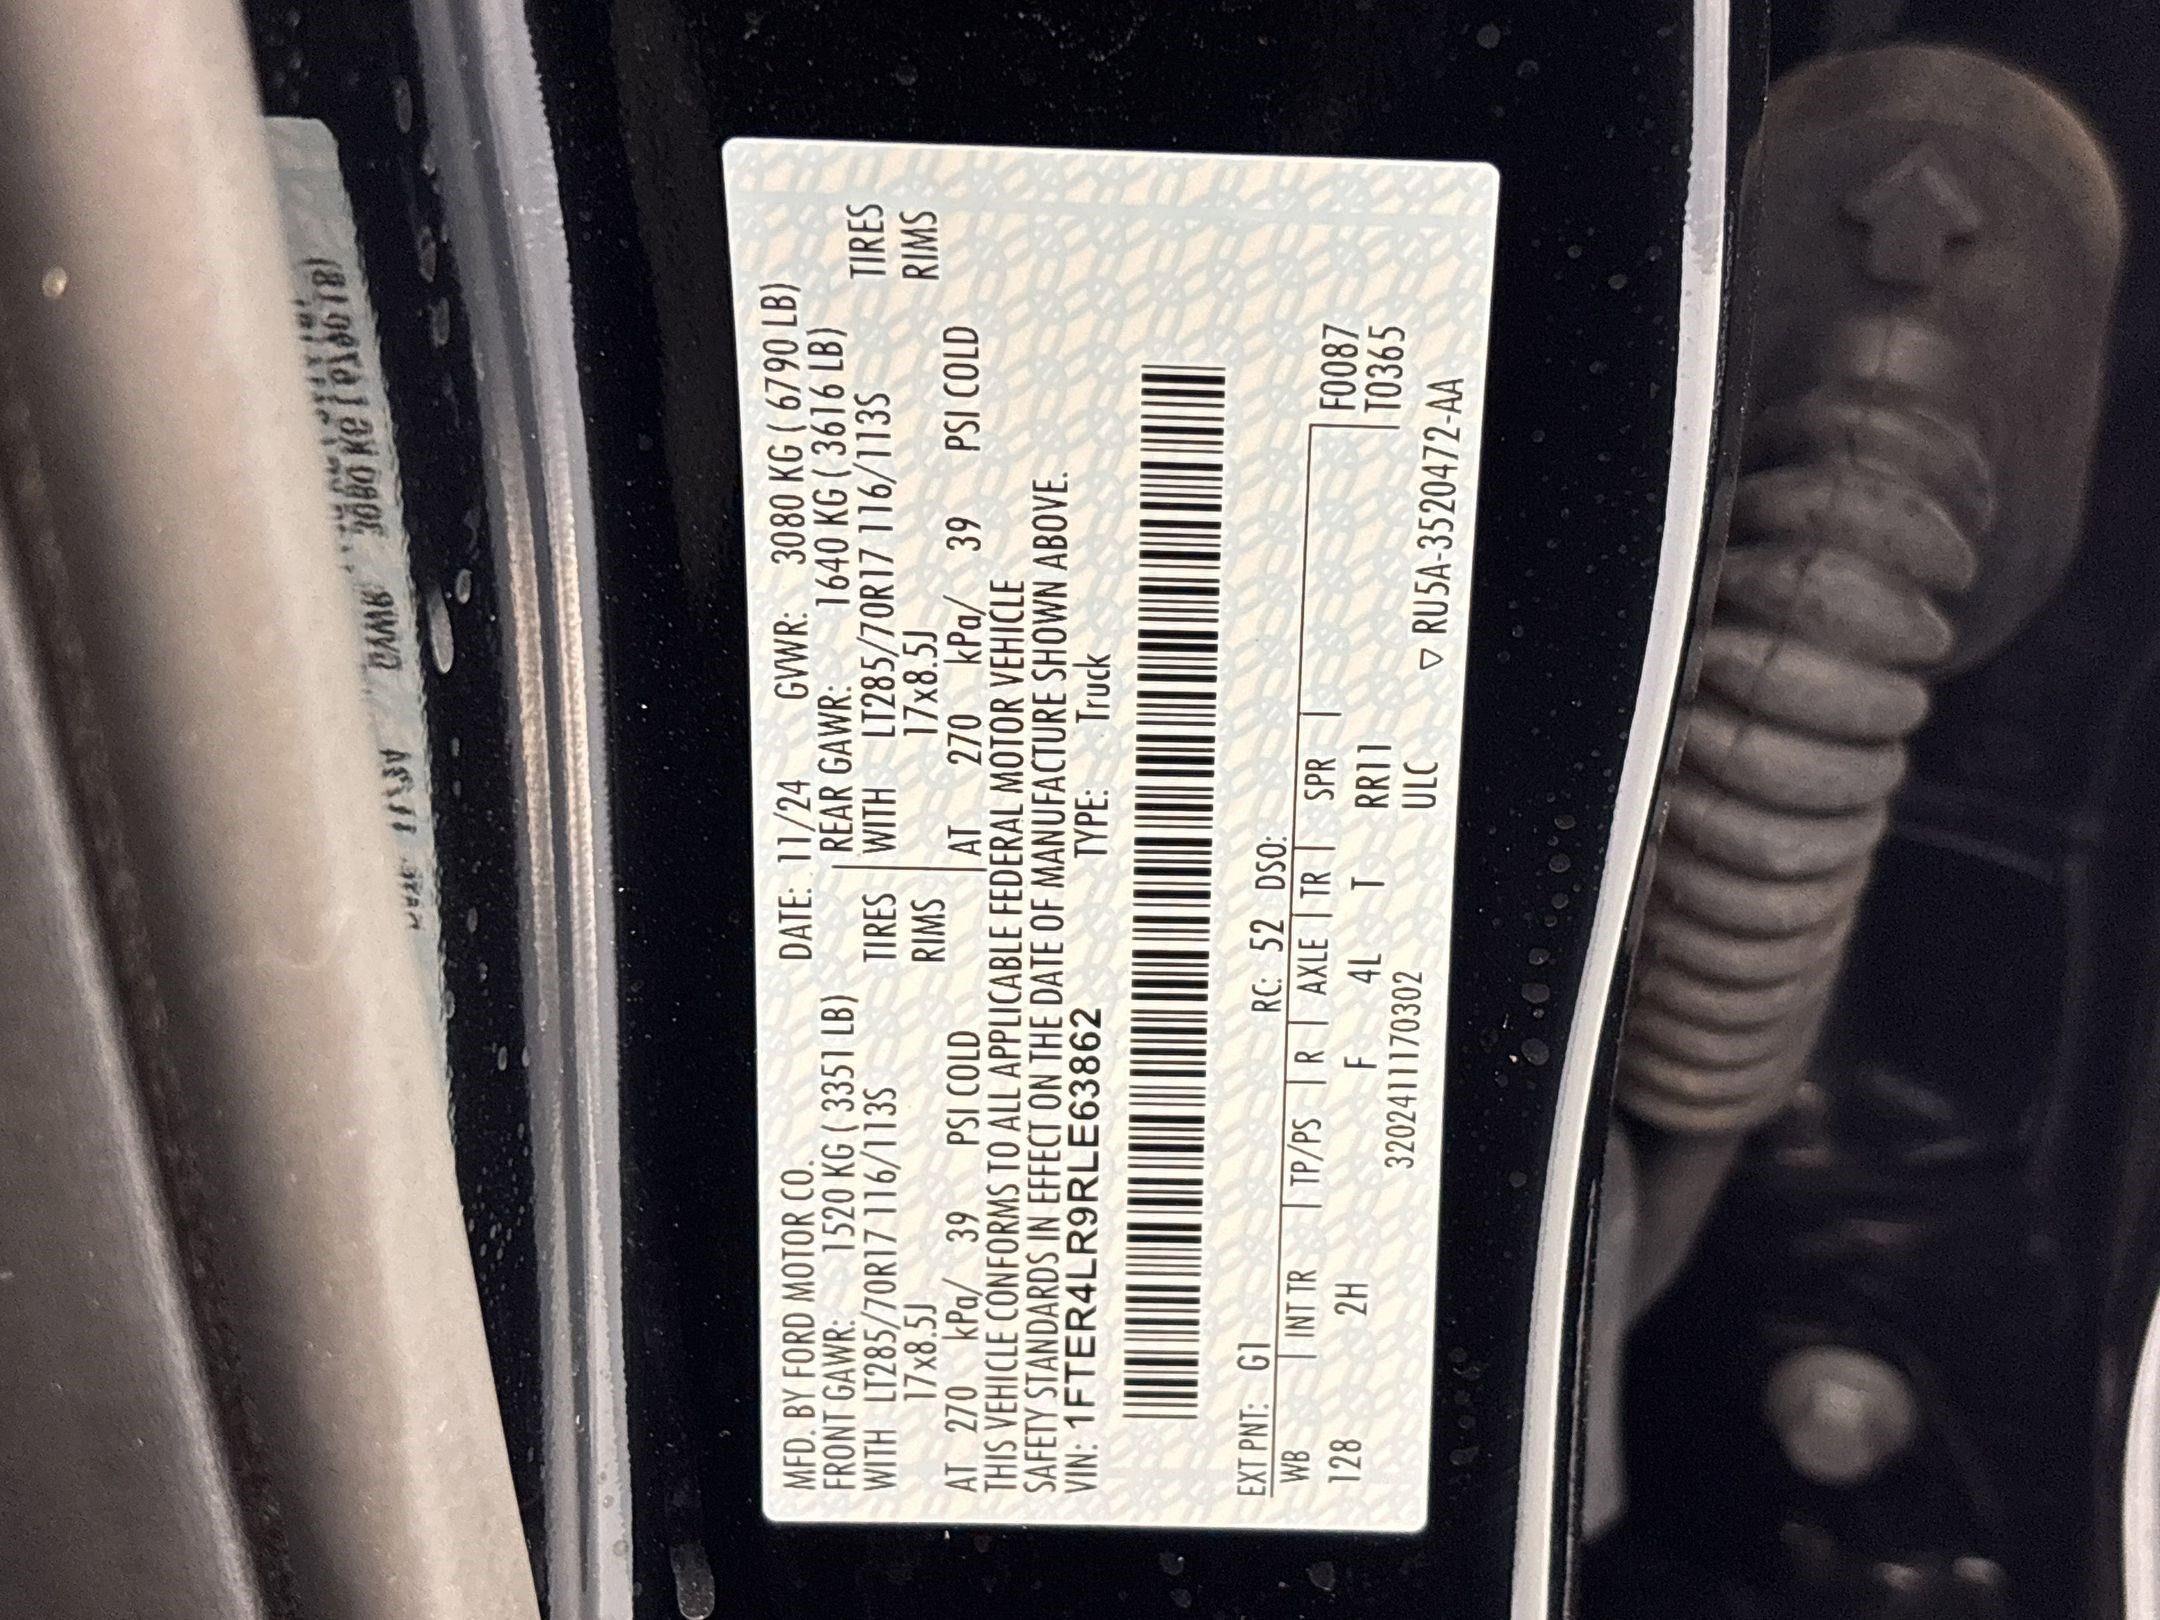 MFD. BY FORD MOTOR CO. DATE: 11/24 GVWR: 3080 KG ( 6790 LB)
FRONT GAWR: 1520 KG ( 3351 LB) REAR GAWR: 1640 KG ( 3616 LB)
WITH LT285/70R17 116/113S TIRES WITH LT285/70R17 116/113S TIRES
17x8.5J RIMS 17x8.5J RIMS
AT 270 kPa/ 39 PSI COLD AT 270 kPa/ 39 PSI COLD
THIS VEHICLE CONFORMS TO ALL APPLICABLE FEDERAL MOTOR VEHICLE
SAFETY STANDARDS IN EFFECT ON THE DATE OF MANUFACTURE SHOWN ABOVE.
VIN: 1FTER4LR9RLE63862 TYPE: Truck
EXT PNT: G1 RC: 52 DSO:
WB | INT TR | TP/PS | R | AXLE | TR | SPR | F0087
128 2H F 4L T RR11 T0365
32024111170302 ULC
▽ RU5A-3520472-AA